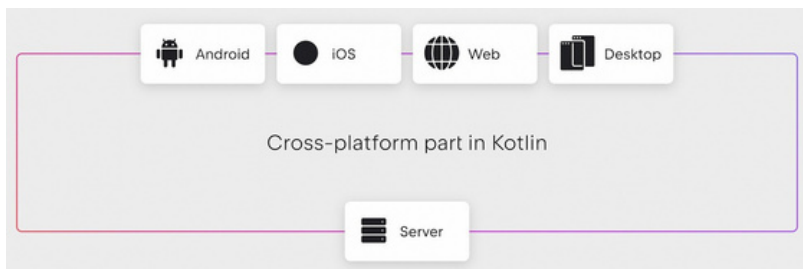 Android
iOS
Web
Desktop
Cross-platform part in Kotlin
Server